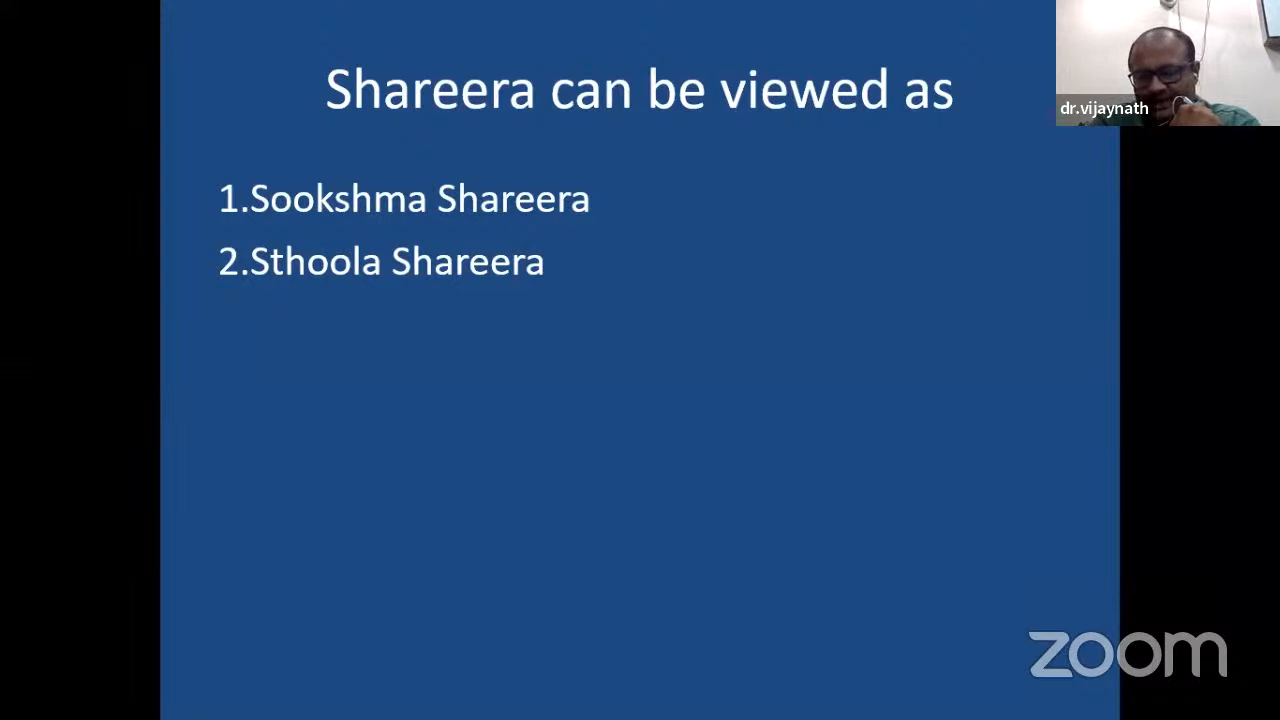 Shareera can be viewed as
dr.vijaynath
1.Sookshma Shareera
2.Sthoola Shareera
zoom